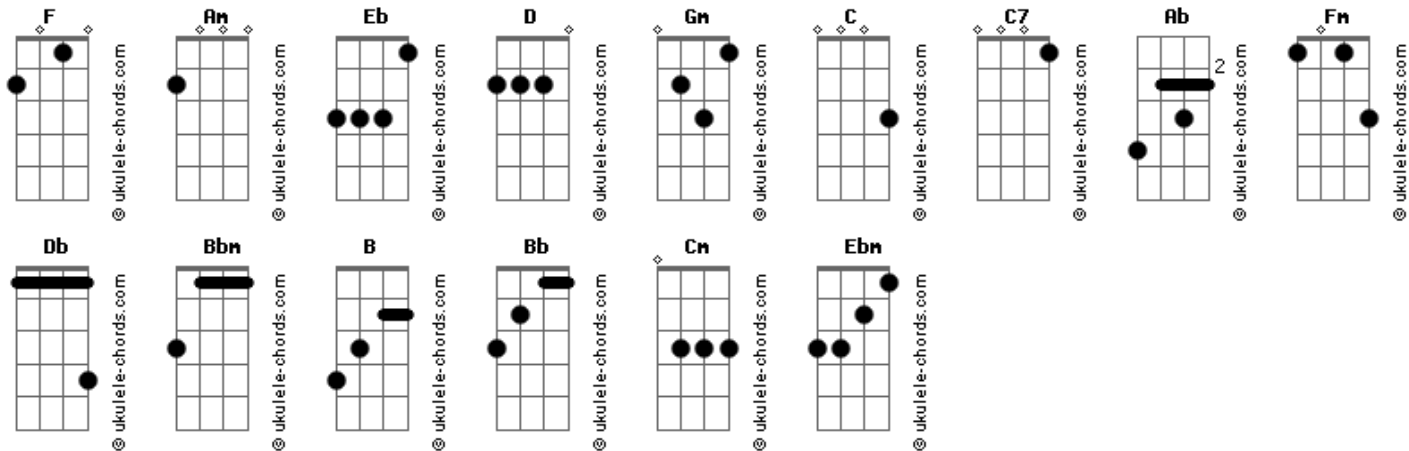 F Am Eb D Gm C C7 Ab Fm
2
© ukulele-chords.com © ukulele-chords.com © ukulele-chords.com © ukulele-chords.com © ukulele-chords.com © ukulele-chords.com © ukulele-chords.com © ukulele-chords.com © ukulele-chords.com
Db Bbm B Bb Cm Ebm
© ukulele-chords.com © ukulele-chords.com © ukulele-chords.com © ukulele-chords.com © ukulele-chords.com © ukulele-chords.com